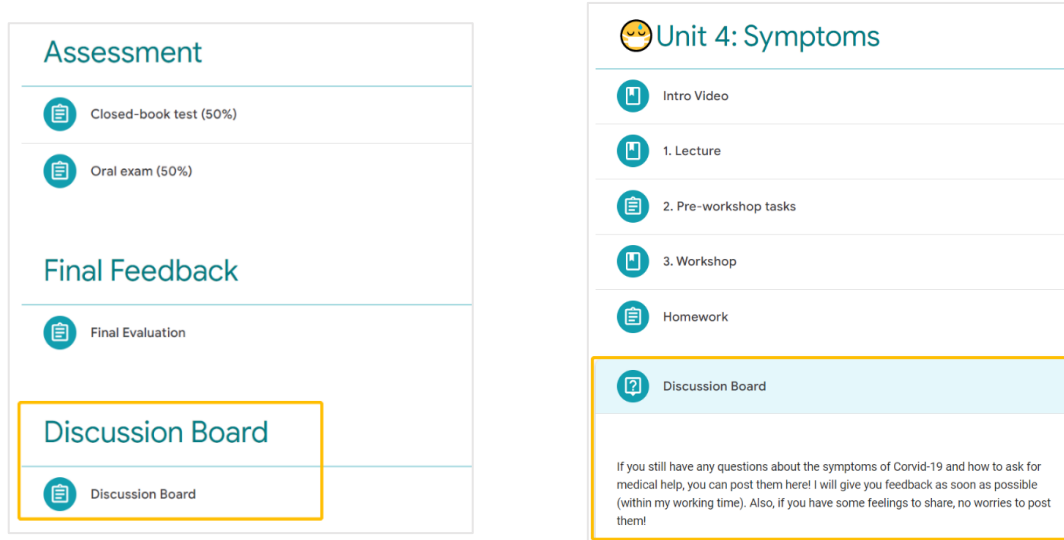 Assessment
Closed-book test (50%)
Oral exam (50%)
Final Feedback
Final Evaluation
Discussion Board
Discussion Board
Unit 4: Symptoms
Intro Video
1. Lecture
2. Pre-workshop tasks
3. Workshop
Homework
Discussion Board
If you still have any questions about the symptoms of Corvid-19 and how to ask for
medical help, you can post them here! I will give you feedback as soon as possible
(within my working time). Also, if you have some feelings to share, no worries to post
them!